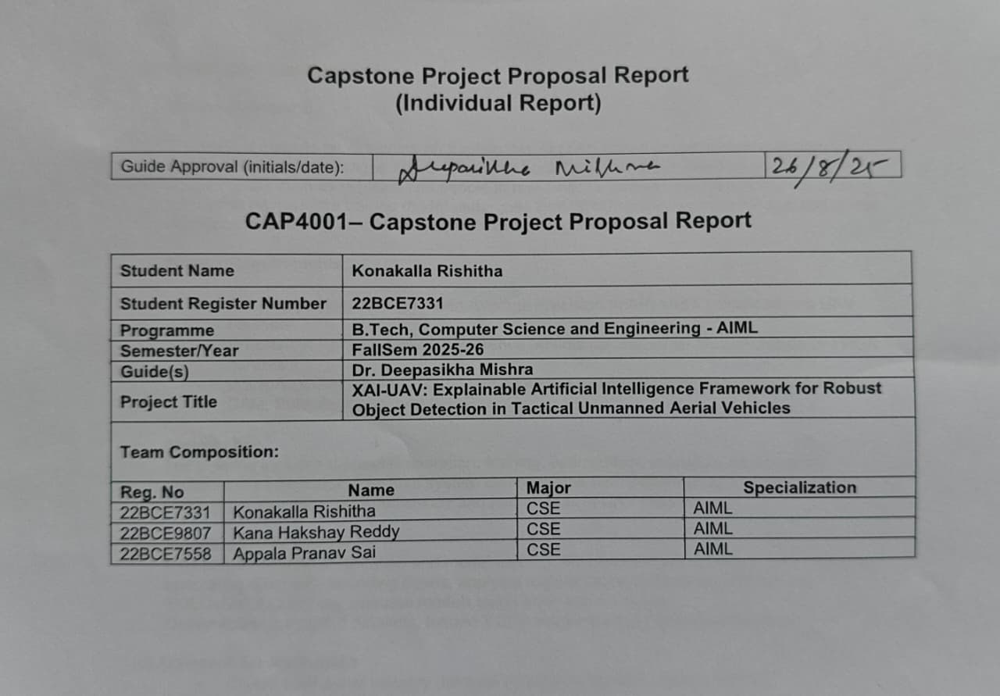 Capstone Project Proposal Report
(Individual Report)
Guide Approval (initials/date): Deepasikha Mishra 26/8/25
CAP4001– Capstone Project Proposal Report
Student Name Konakalla Rishitha
Student Register Number 22BCE7331
Programme B.Tech, Computer Science and Engineering - AIML
Semester/Year FallSem 2025-26
Guide(s) Dr. Deepasikha Mishra
Project Title XAI-UAV: Explainable Artificial Intelligence Framework for Robust
Object Detection in Tactical Unmanned Aerial Vehicles
Team Composition:
Reg. No Name Major Specialization
22BCE7331 Konakalla Rishitha CSE AIML
22BCE9807 Kana Hakshay Reddy CSE AIML
22BCE7558 Appala Pranav Sai CSE AIML